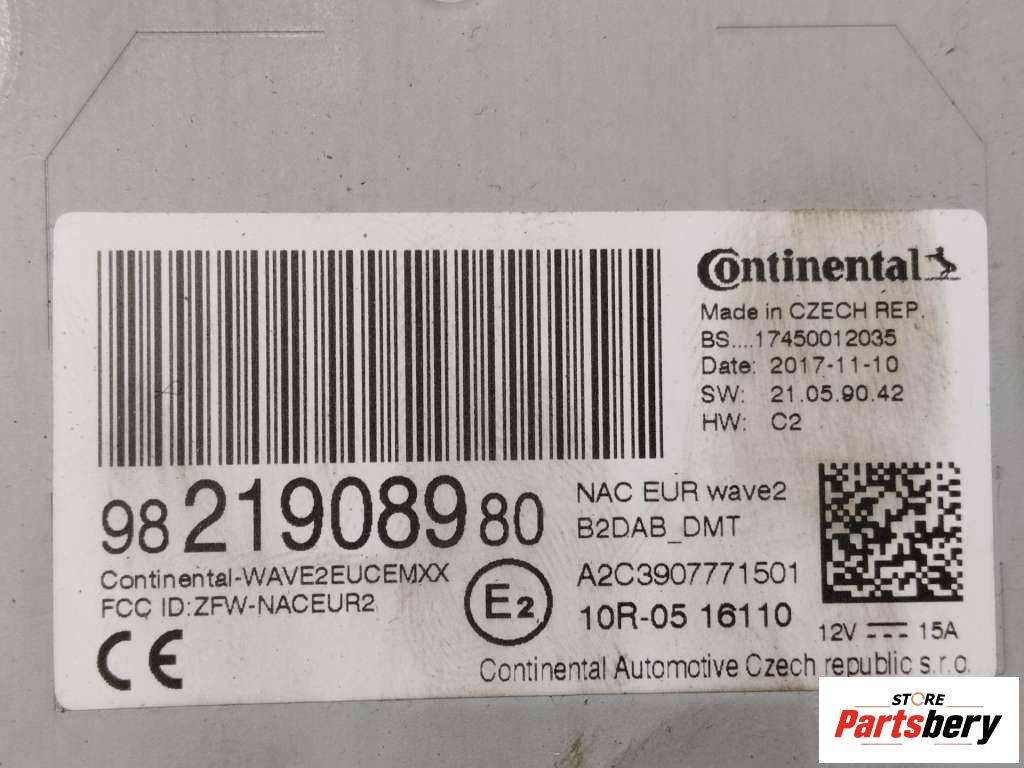 Continental
Made in CZECH REP.
BS....17450012035
Date: 2017-11-10
SW: 21.05.90.42
HW: C2
98 219089 80
NAC EUR wave2
B2DAB_DMT
Continental-WAVE2EUCEMXX
FCC ID:ZFW-NACEUR2
CE
E2
A2C3907771501
10R-05 16110
12V 15A
Continental Automotive Czech republic s.r.o.
STORE
Partsbery